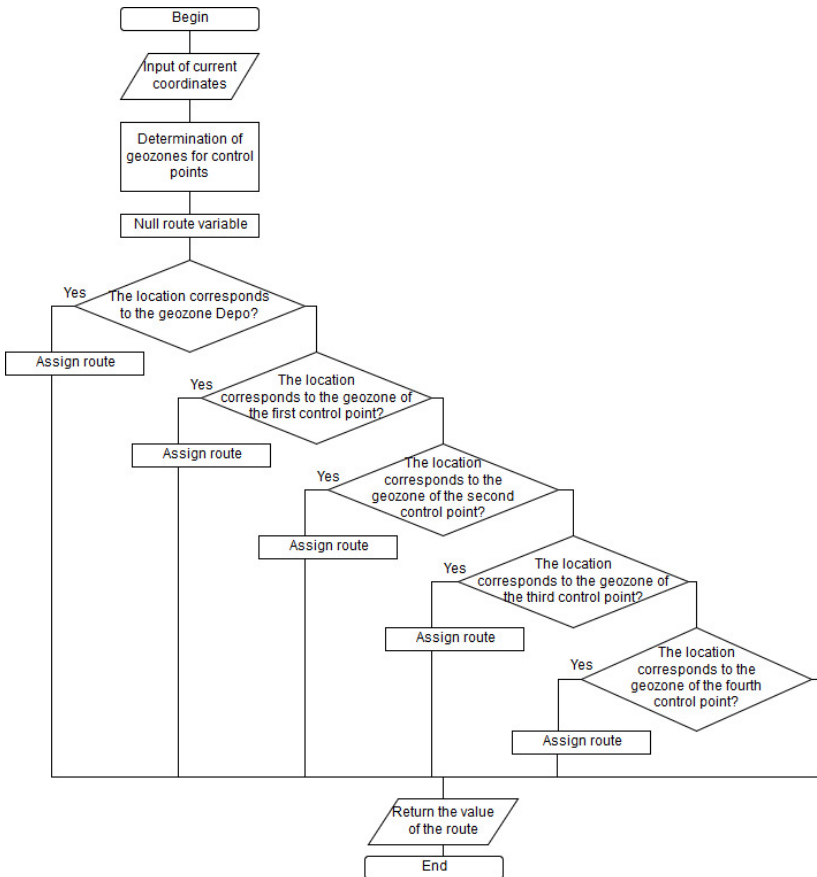 Begin
Input of current
coordinates
Determination of
geozones for control
points
Null route variable
Yes
The location corresponds
to the geozone Depo?
Assign route
Yes
The location
corresponds to the geozone of
the first control point?
Assign route
Yes
The location
corresponds to the
geozone of the second
control point?
Assign route
Yes
The location
corresponds to the geozone of
the third control point?
Assign route
Yes
The location
corresponds to the
geozone of the fourth
control point?
Assign route
Return the value
of the route
End